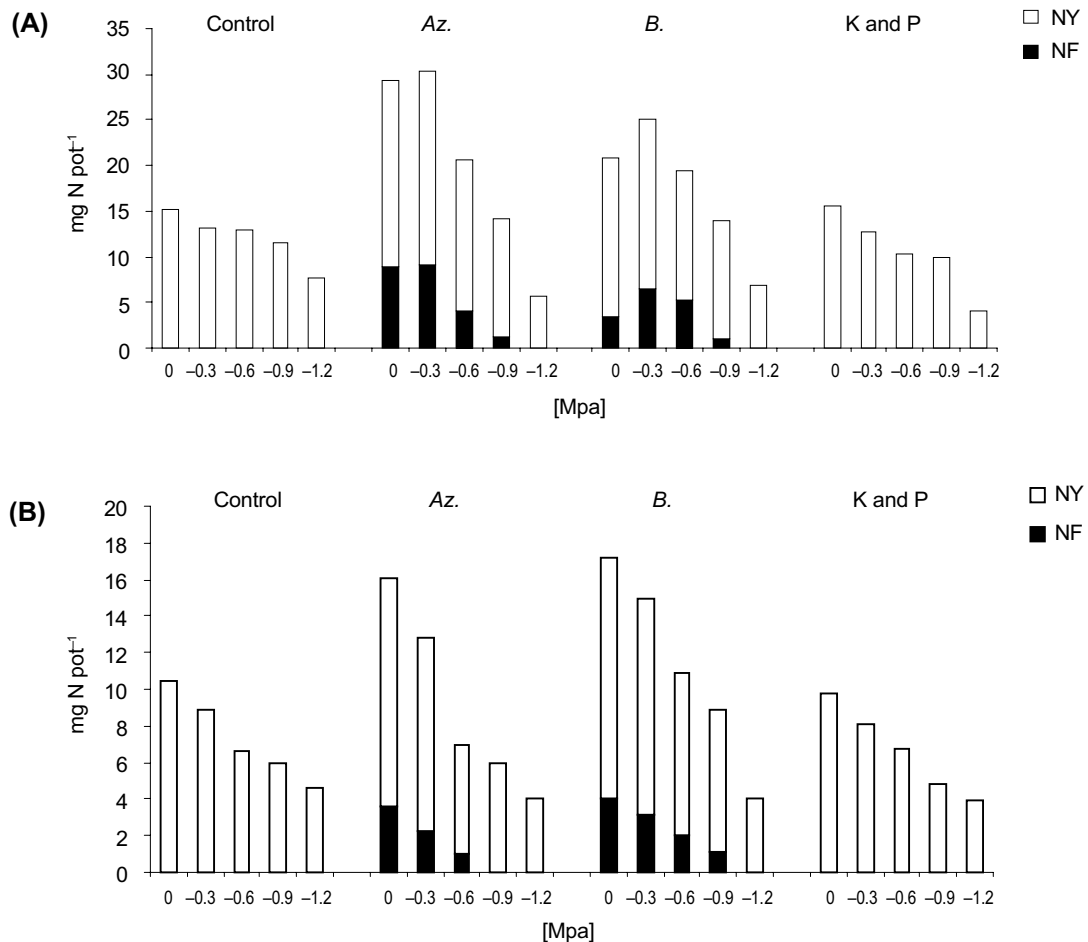 (A)
Control Az. B. K and P
NY
NF
35
30
25
20
15
10
5
0
mg N pot⁻¹
0 –0.3 –0.6 –0.9 –1.2 0 –0.3 –0.6 –0.9 –1.2 0 –0.3 –0.6 –0.9 –1.2 0 –0.3 –0.6 –0.9 –1.2
[Mpa]
(B)
Control Az. B. K and P
NY
NF
20
18
16
14
12
10
8
6
4
2
0
mg N pot⁻¹
0 –0.3 –0.6 –0.9 –1.2 0 –0.3 –0.6 –0.9 –1.2 0 –0.3 –0.6 –0.9 –1.2 0 –0.3 –0.6 –0.9 –1.2
[Mpa]